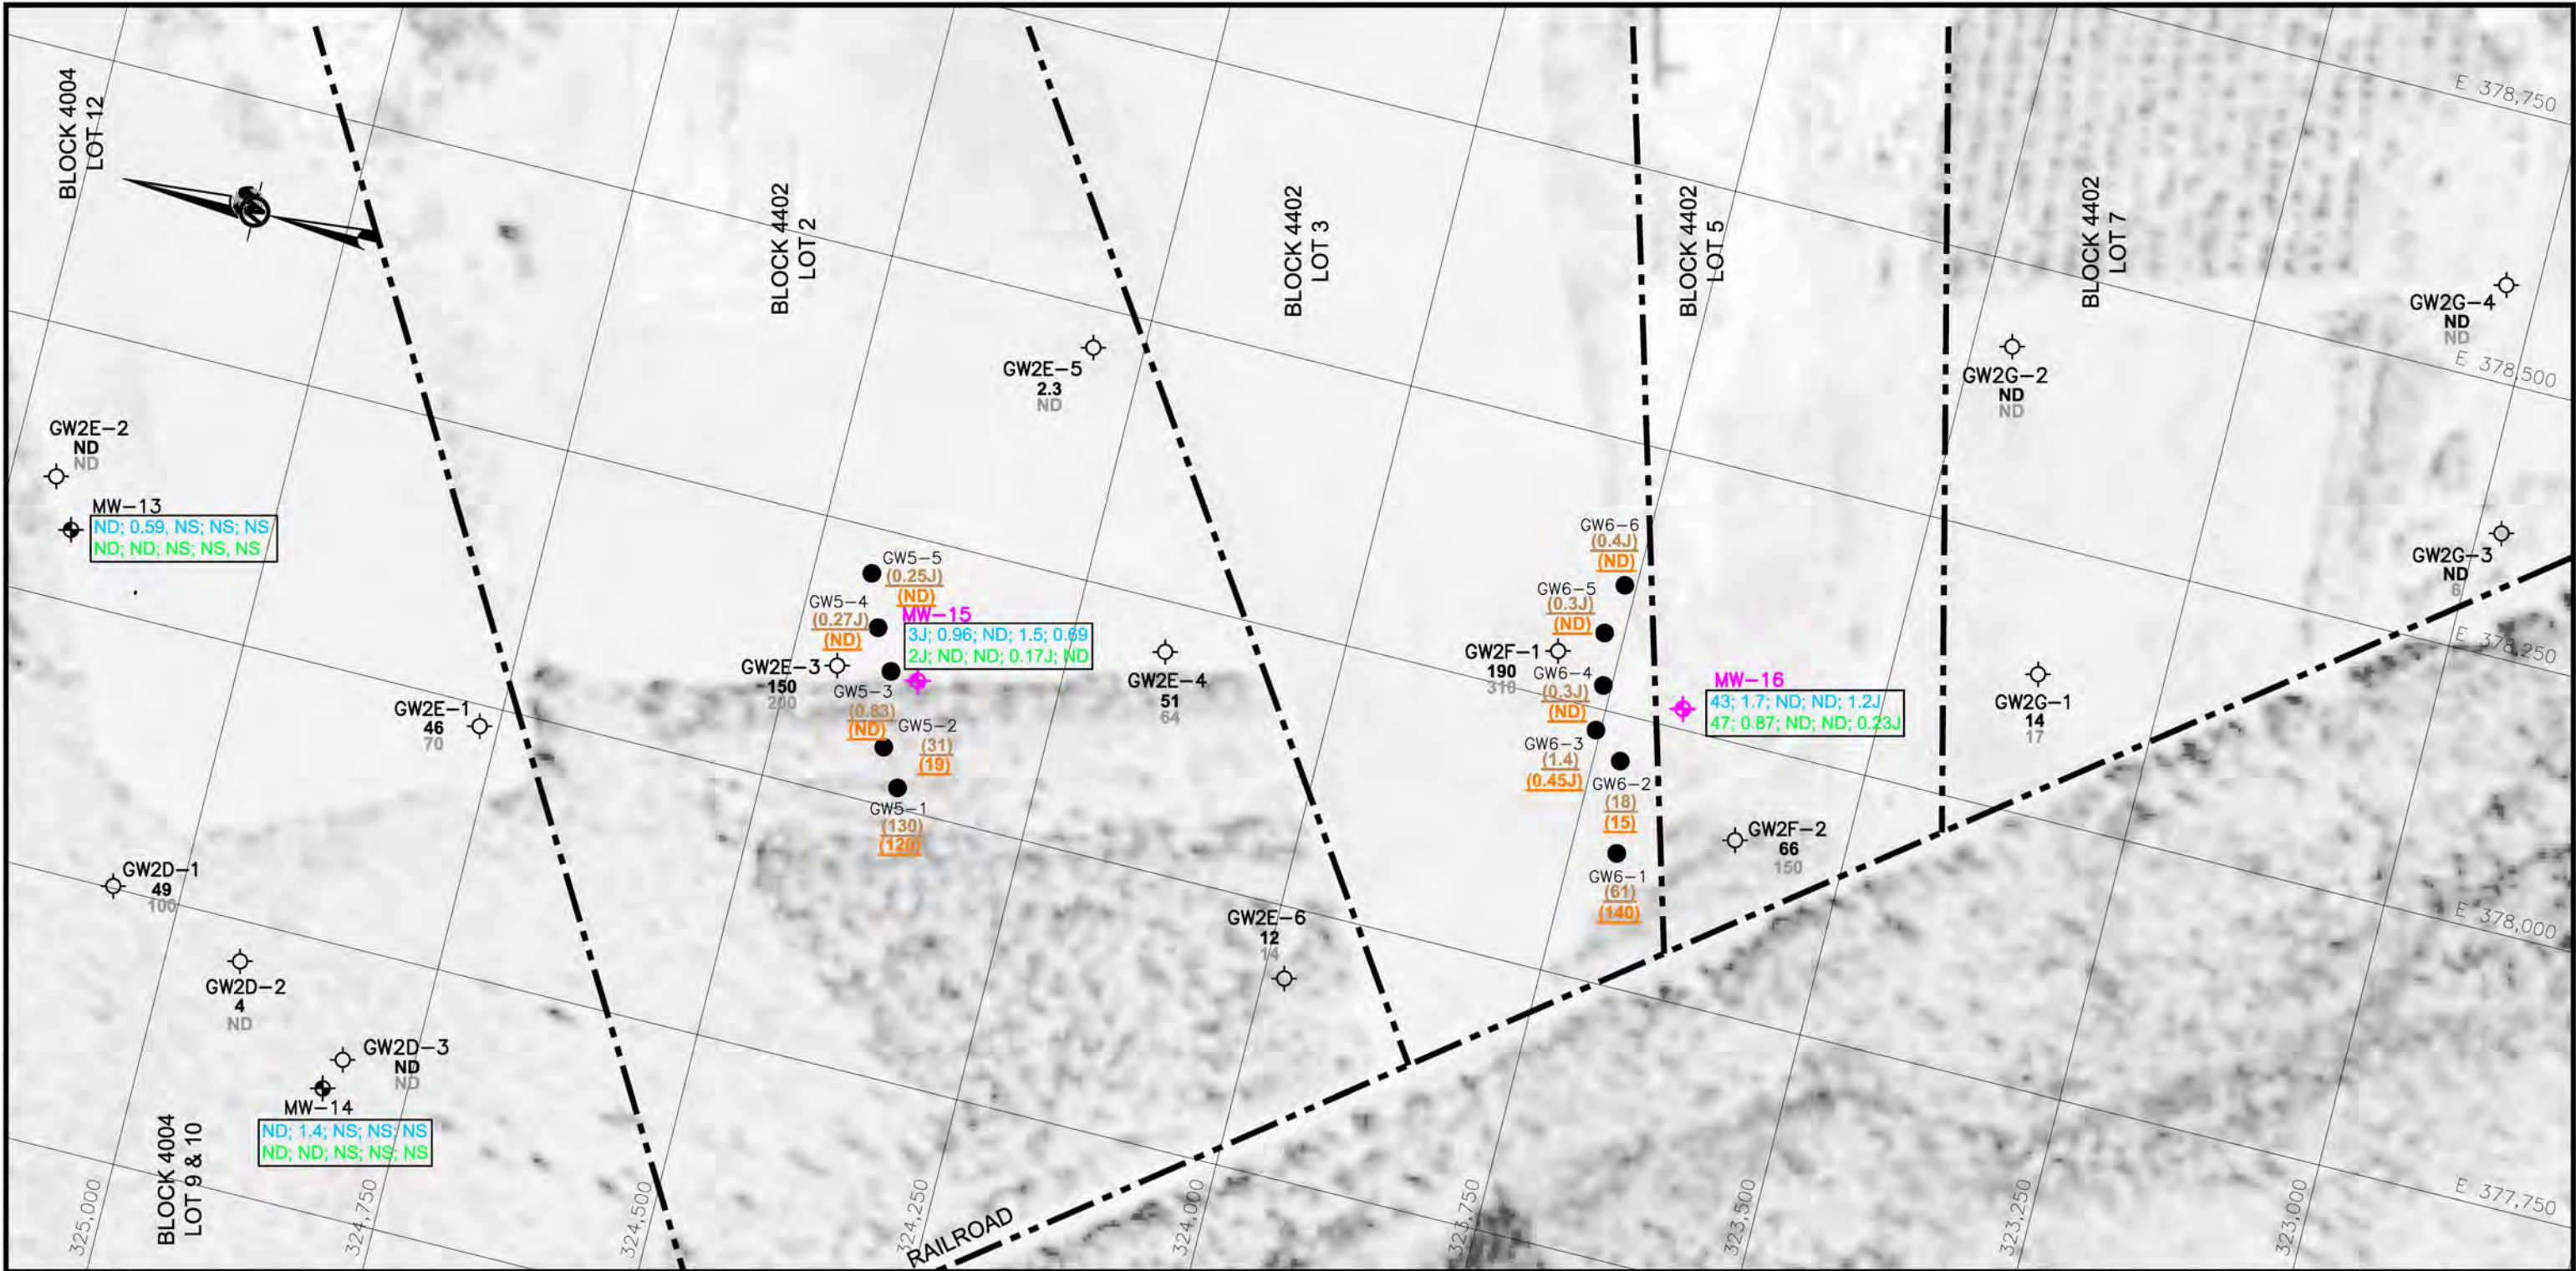 BLOCK 4004
LOT 12
BLOCK 4402
LOT 2
BLOCK 4402
LOT 3
BLOCK 4402
LOT 5
BLOCK 4402
LOT 7
E 378,750
GW2G-4
ND
ND
E 378,500
GW2G-2
ND
ND
GW2E-5
2.3
ND
GW2E-2
ND
ND
MW-13
ND; 0.59, NS; NS; NS
ND; ND; NS; NS, NS
GW5-5
(0.25J)
(ND)
GW5-4
(0.27J)
(ND)
MW-15
3J; 0.96; ND; 1.5; 0.69
2J; ND; ND; 0.17J; ND
GW2E-3
150
200
GW5-3
(0.83)
(ND)
GW5-2
(31)
(19)
GW5-1
(130)
(120)
GW2E-4
51
64
GW2E-1
46
70
GW6-6
(0.4J)
(ND)
GW6-5
(0.3J)
(ND)
GW2F-1
190
310
GW6-4
(0.3J)
(ND)
GW6-3
(1.4)
(0.45J)
GW6-2
(18)
(15)
GW6-1
(61)
(140)
MW-16
43; 1.7; ND; ND; 1.2J
47; 0.87; ND; ND; 0.23J
GW2G-3
ND
6
E 378,250
GW2G-1
14
17
GW2F-2
66
150
GW2D-1
49
100
GW2E-6
12
14
E 378,000
GW2D-2
4
ND
GW2D-3
ND
ND
MW-14
ND; 1.4; NS; NS; NS
ND; ND; NS; NS; NS
BLOCK 4004
LOT 9 & 10
RAILROAD
325,000
324,750
324,500
324,250
324,000
323,750
323,500
323,250
323,000
E 377,750